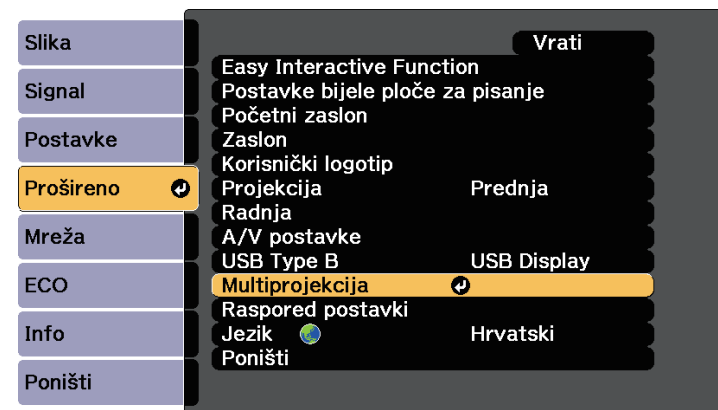 Slika
Signal
Postavke
Prošireno
Mreža
ECO
Info
Poništi
Vrati
Easy Interactive Function
Postavke bijele ploče za pisanje
Početni zaslon
Zaslon
Korisnički logotip
Projekcija Prednja
Radnja
A/V postavke
USB Type B USB Display
Multiprojekcija
Raspored postavki
Jezik Hrvatski
Poništi